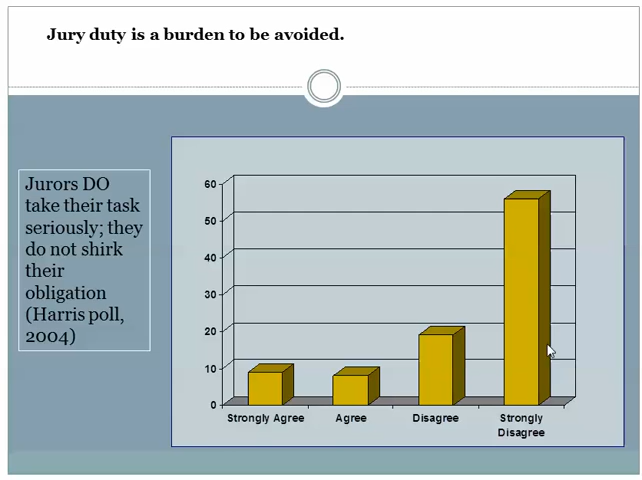 Jury duty is a burden to be avoided.
Jurors DO
take their task
seriously; they
do not shirk
their
obligation
(Harris poll,
2004)
60
50
40
30
20
10
0
Strongly Agree
Agree
Disagree
Strongly
Disagree